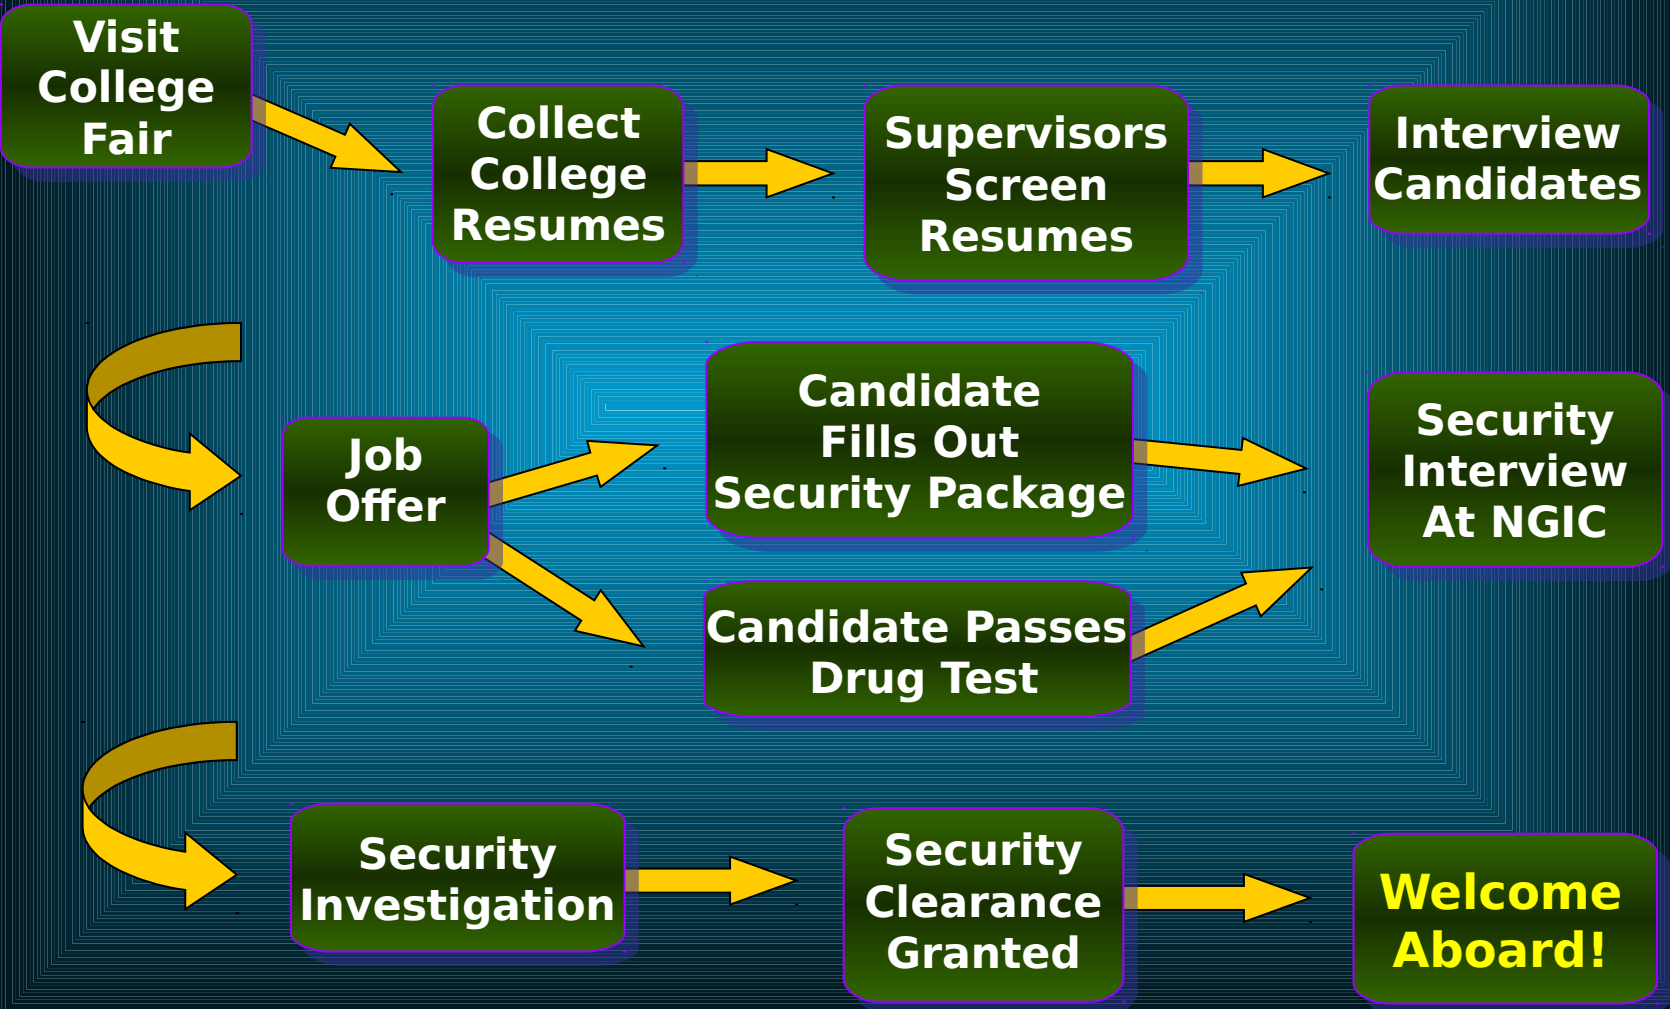 Visit
College
Fair
Collect
College
Resumes
Supervisors
Screen
Resumes
Interview
Candidates
Job
Offer
Candidate
Fills Out
Security Package
Candidate Passes
Drug Test
Security
Interview
At NGIC
Security
Investigation
Security
Clearance
Granted
Welcome
Aboard!